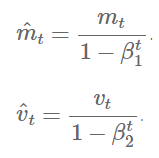 m̂_t = m_t / (1 − β_1^t).
v̂_t = v_t / (1 − β_2^t).